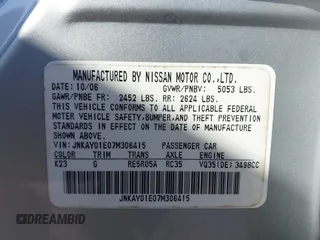 MANUFACTURED BY NISSAN MOTOR CO.,LTD.
DATE: 10/06 GVWR/PNBV: 5053 LBS.
GAWR/PNBE FR: 2452 LBS. RR: 2624 LBS.
THIS VEHICLE CONFORMS TO ALL APPLICABLE FEDERAL
MOTOR VEHICLE SAFETY,BUMPER,AND THEFT
PREVENTION STANDARDS IN EFFECT ON THE DATE OF
MANUFACTURE SHOWN ABOVE.
VIN:JNKAY01E07M306415 PASSENGER CAR
COLOR TRIM TRANS AXLE ENGINE
K23 G RE5R05A RC35 VQ35(DE) 3498CC
JNKAY01E07M306415
DREAMBID